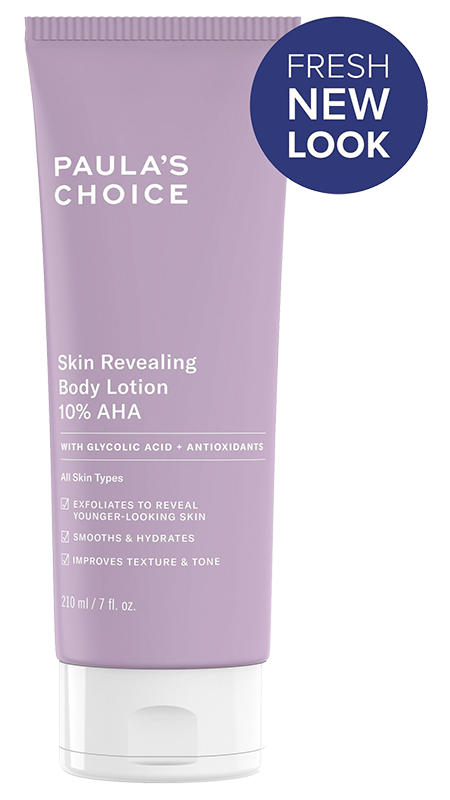 FRESH
NEW
LOOK
PAULA'S
CHOICE
Skin Revealing
Body Lotion
10% AHA
WITH GLYCOLIC ACID + ANTIOXIDANTS
All Skin Types
☑ EXFOLIATES TO REVEAL
YOUNGER-LOOKING SKIN
☑ SMOOTHS & HYDRATES
☑ IMPROVES TEXTURE & TONE
210 ml / 7 fl. oz.